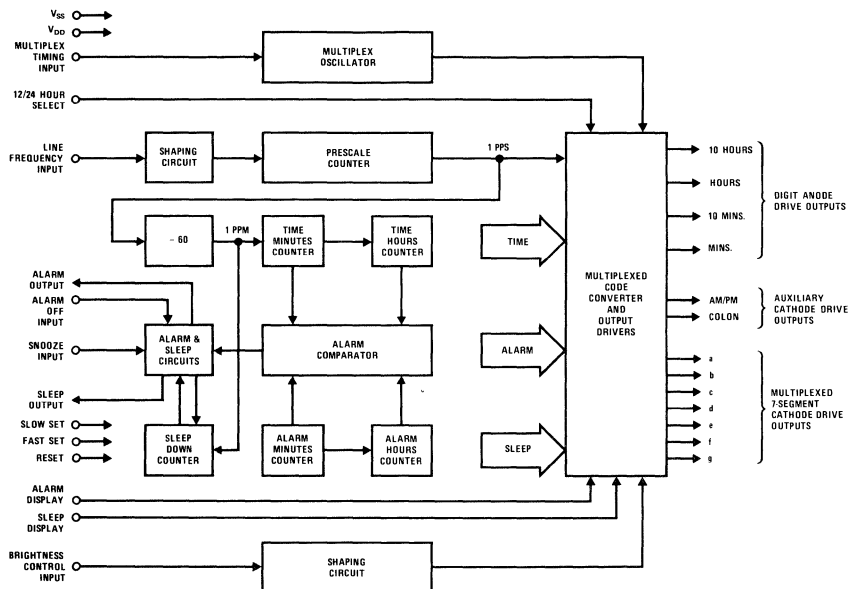 VSS
VDD
MULTIPLEX
TIMING
INPUT
MULTIPLEX
OSCILLATOR
12/24 HOUR
SELECT
LINE
FREQUENCY
INPUT
SHAPING
CIRCUIT
PRESCALE
COUNTER
1 PPS
10 HOURS
HOURS
10 MINS.
MINS.
DIGIT ANODE
DRIVE OUTPUTS
- 60
1 PPM
TIME
MINUTES
COUNTER
TIME
HOURS
COUNTER
TIME
MULTIPLEXED
CODE
CONVERTER
AND
OUTPUT
DRIVERS
ALARM
OUTPUT
ALARM
OFF
INPUT
SNOOZE
INPUT
ALARM &
SLEEP
CIRCUITS
ALARM
COMPARATOR
ALARM
AM/PM
COLON
AUXILIARY
CATHODE DRIVE
OUTPUTS
SLEEP
OUTPUT
SLOW SET
FAST SET
RESET
SLEEP
DOWN
COUNTER
ALARM
MINUTES
COUNTER
ALARM
HOURS
COUNTER
SLEEP
a
b
c
d
e
f
g
MULTIPLEXED
7-SEGMENT
CATHODE DRIVE
OUTPUTS
ALARM
DISPLAY
SLEEP
DISPLAY
BRIGHTNESS
CONTROL
INPUT
SHAPING
CIRCUIT